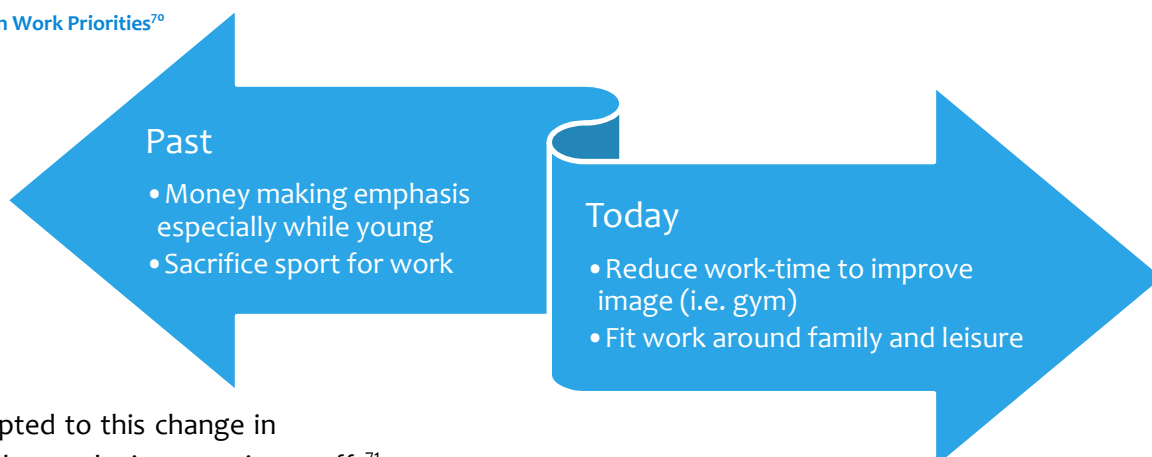 Work Priorities⁷⁰
Past
•Money making emphasis
especially while young
•Sacrifice sport for work
Today
•Reduce work-time to improve
image (i.e. gym)
•Fit work around family and leisure
to this change in